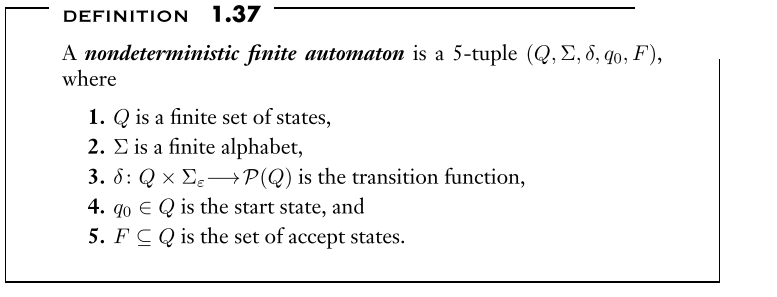 DEFINITION 1.37
A nondeterministic finite automaton is a 5-tuple (Q, Σ, δ, q₀, F),
where
1. Q is a finite set of states,
2. Σ is a finite alphabet,
3. δ: Q × Σ_ε⟶𝒫(Q) is the transition function,
4. q₀ ∈ Q is the start state, and
5. F ⊆ Q is the set of accept states.